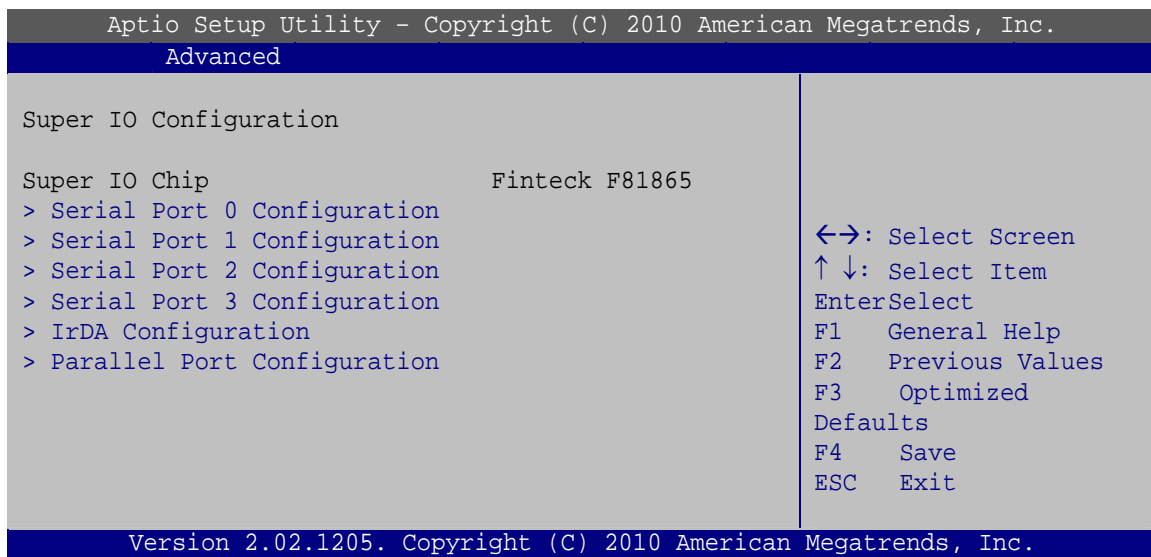 Aptio Setup Utility – Copyright (C) 2010 American Megatrends, Inc.
Advanced
Super IO Configuration
Super IO Chip Finteck F81865
> Serial Port 0 Configuration
> Serial Port 1 Configuration
> Serial Port 2 Configuration
> Serial Port 3 Configuration
> IrDA Configuration
> Parallel Port Configuration
←→: Select Screen
↑ ↓: Select Item
EnterSelect
F1 General Help
F2 Previous Values
F3 Optimized
Defaults
F4 Save
ESC Exit
Version 2.02.1205. Copyright (C) 2010 American Megatrends, Inc.